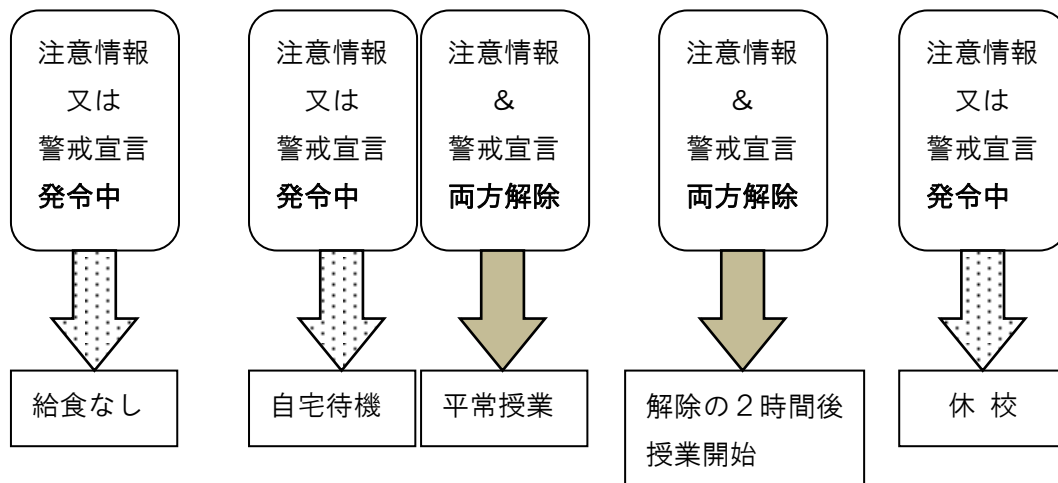 注意情報
又は
警戒宣言
発令中
注意情報
又は
警戒宣言
発令中
注意情報
＆
警戒宣言
両方解除
注意情報
＆
警戒宣言
両方解除
注意情報
又は
警戒宣言
発令中
給食なし
自宅待機
平常授業
解除の２時間後
授業開始
休 校